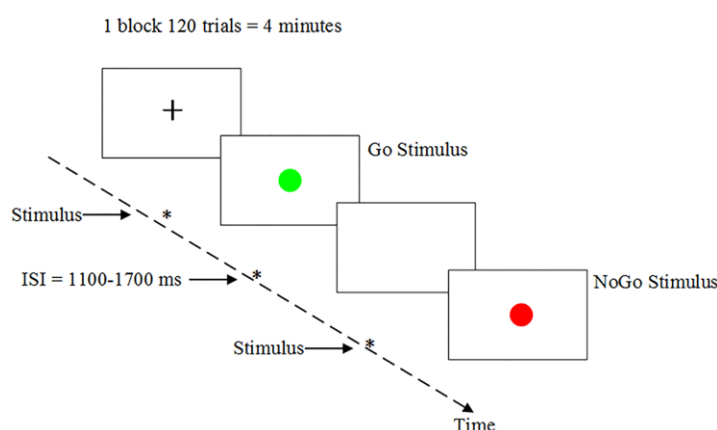 1 block 120 trials = 4 minutes
Go Stimulus
Stimulus
*
ISI = 1100-1700 ms
*
NoGo Stimulus
Stimulus
*
Time